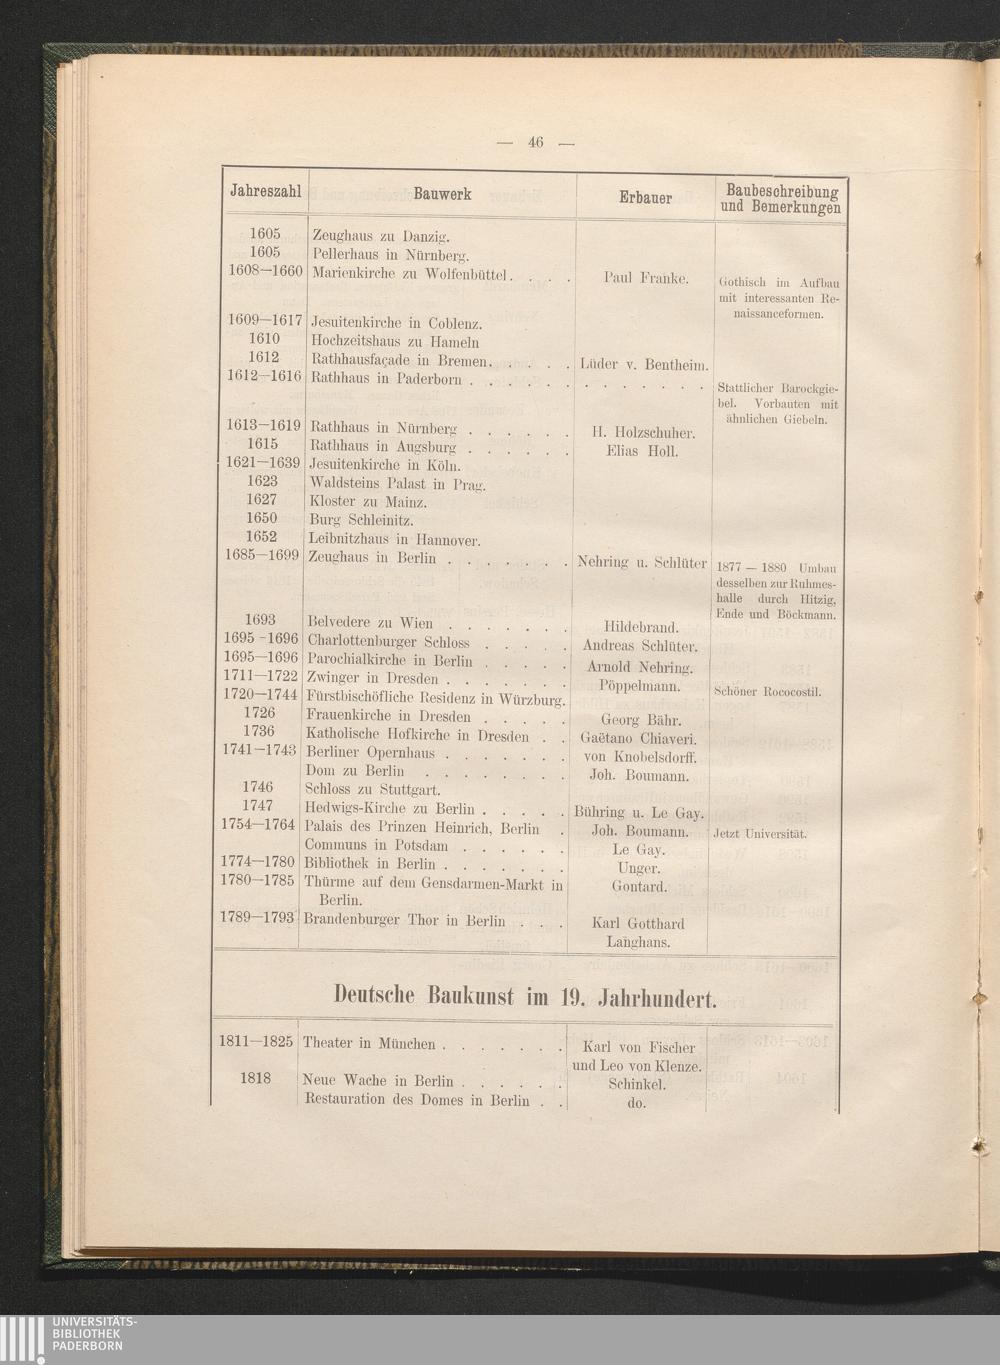 — 46 —
Jahreszahl Bauwerk Erbauer Baubeschreibung und Bemerkungen
1605 Zeughaus zu Danzig.
1605 Pellerhaus in Nürnberg.
1608—1660 Marienkirche zu Wolfenbüttel . . . . Paul Franke. Gothisch im Aufbau
mit interessanten Re-
naissanceformen.
1609—1617 Jesuitenkirche in Coblenz.
1610 Hochzeitshaus zu Hameln
1612 Rathhausfaçade in Bremen. . . . . . Lüder v. Bentheim.
1612—1616 Rathhaus in Paderborn . . . . . . . . . . . . . . Stattlicher Barockgie-
bel. Vorbauten mit
ähnlichen Giebeln.
1613—1619 Rathhaus in Nürnberg . . . . . . H. Holzschuher.
1615 Rathhaus in Augsburg . . . . . . Elias Holl.
1621—1639 Jesuitenkirche in Köln.
1623 Waldsteins Palast in Prag.
1627 Kloster zu Mainz.
1650 Burg Schleinitz.
1652 Leibnitzhaus in Hannover.
1685—1699 Zeughaus in Berlin . . . . . . . Nehring u. Schlüter 1877 — 1880 Umbau
desselben zur Ruhmes-
halle durch Hitzig,
Ende und Böckmann.
1693 Belvedere zu Wien . . . . . . . Hildebrand.
1695 -1696 Charlottenburger Schloss . . . . . Andreas Schlüter.
1695—1696 Parochialkirche in Berlin . . . . . Arnold Nehring.
1711—1722 Zwinger in Dresden . . . . . . . Pöppelmann. Schöner Rococostil.
1720—1744 Fürstbischöfliche Residenz in Würzburg.
1726 Frauenkirche in Dresden . . . . . Georg Bähr.
1736 Katholische Hofkirche in Dresden . . Gaëtano Chiaveri.
1741—1743 Berliner Opernhaus . . . . . . . von Knobelsdorff.
Dom zu Berlin . . . . . . . . Joh. Boumann.
1746 Schloss zu Stuttgart.
1747 Hedwigs-Kirche zu Berlin . . . . . Bühring u. Le Gay.
1754—1764 Palais des Prinzen Heinrich, Berlin . Joh. Boumann. Jetzt Universität.
Communs in Potsdam . . . . . . Le Gay.
1774—1780 Bibliothek in Berlin . . . . . . . Unger.
1780—1785 Thürme auf dem Gensdarmen-Markt in Gontard.
Berlin.
1789—1793 Brandenburger Thor in Berlin . . . Karl Gotthard
Langhans.
Deutsche Baukunst im 19. Jahrhundert.
1811—1825 Theater in München . . . . . . . Karl von Fischer
und Leo von Klenze.
1818 Neue Wache in Berlin . . . . . . Schinkel.
Restauration des Domes in Berlin . . do.
UNIVERSITÄTS-
BIBLIOTHEK
PADERBORN